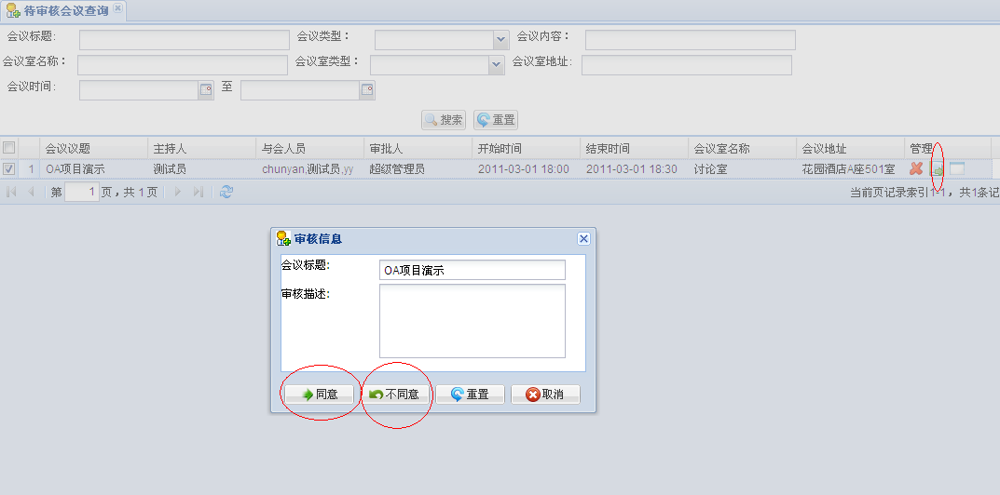 待审核会议查询
会议标题: 会议类型： 会议内容：
会议室名称： 会议室类型： 会议室地址:
会议时间: 至
搜索 重置
会议议题 主持人 与会人员 审批人 开始时间 结束时间 会议室名称 会议地址 管理
1 OA项目演示 测试员 chunyan,测试员,yy 超级管理员 2011-03-01 18:00 2011-03-01 18:30 讨论室 花园酒店A座501室
第 1 页，共 1 页 当前页记录索引1-1，共1条记
审核信息
会议标题: OA项目演示
审核描述:
同意 不同意 重置 取消